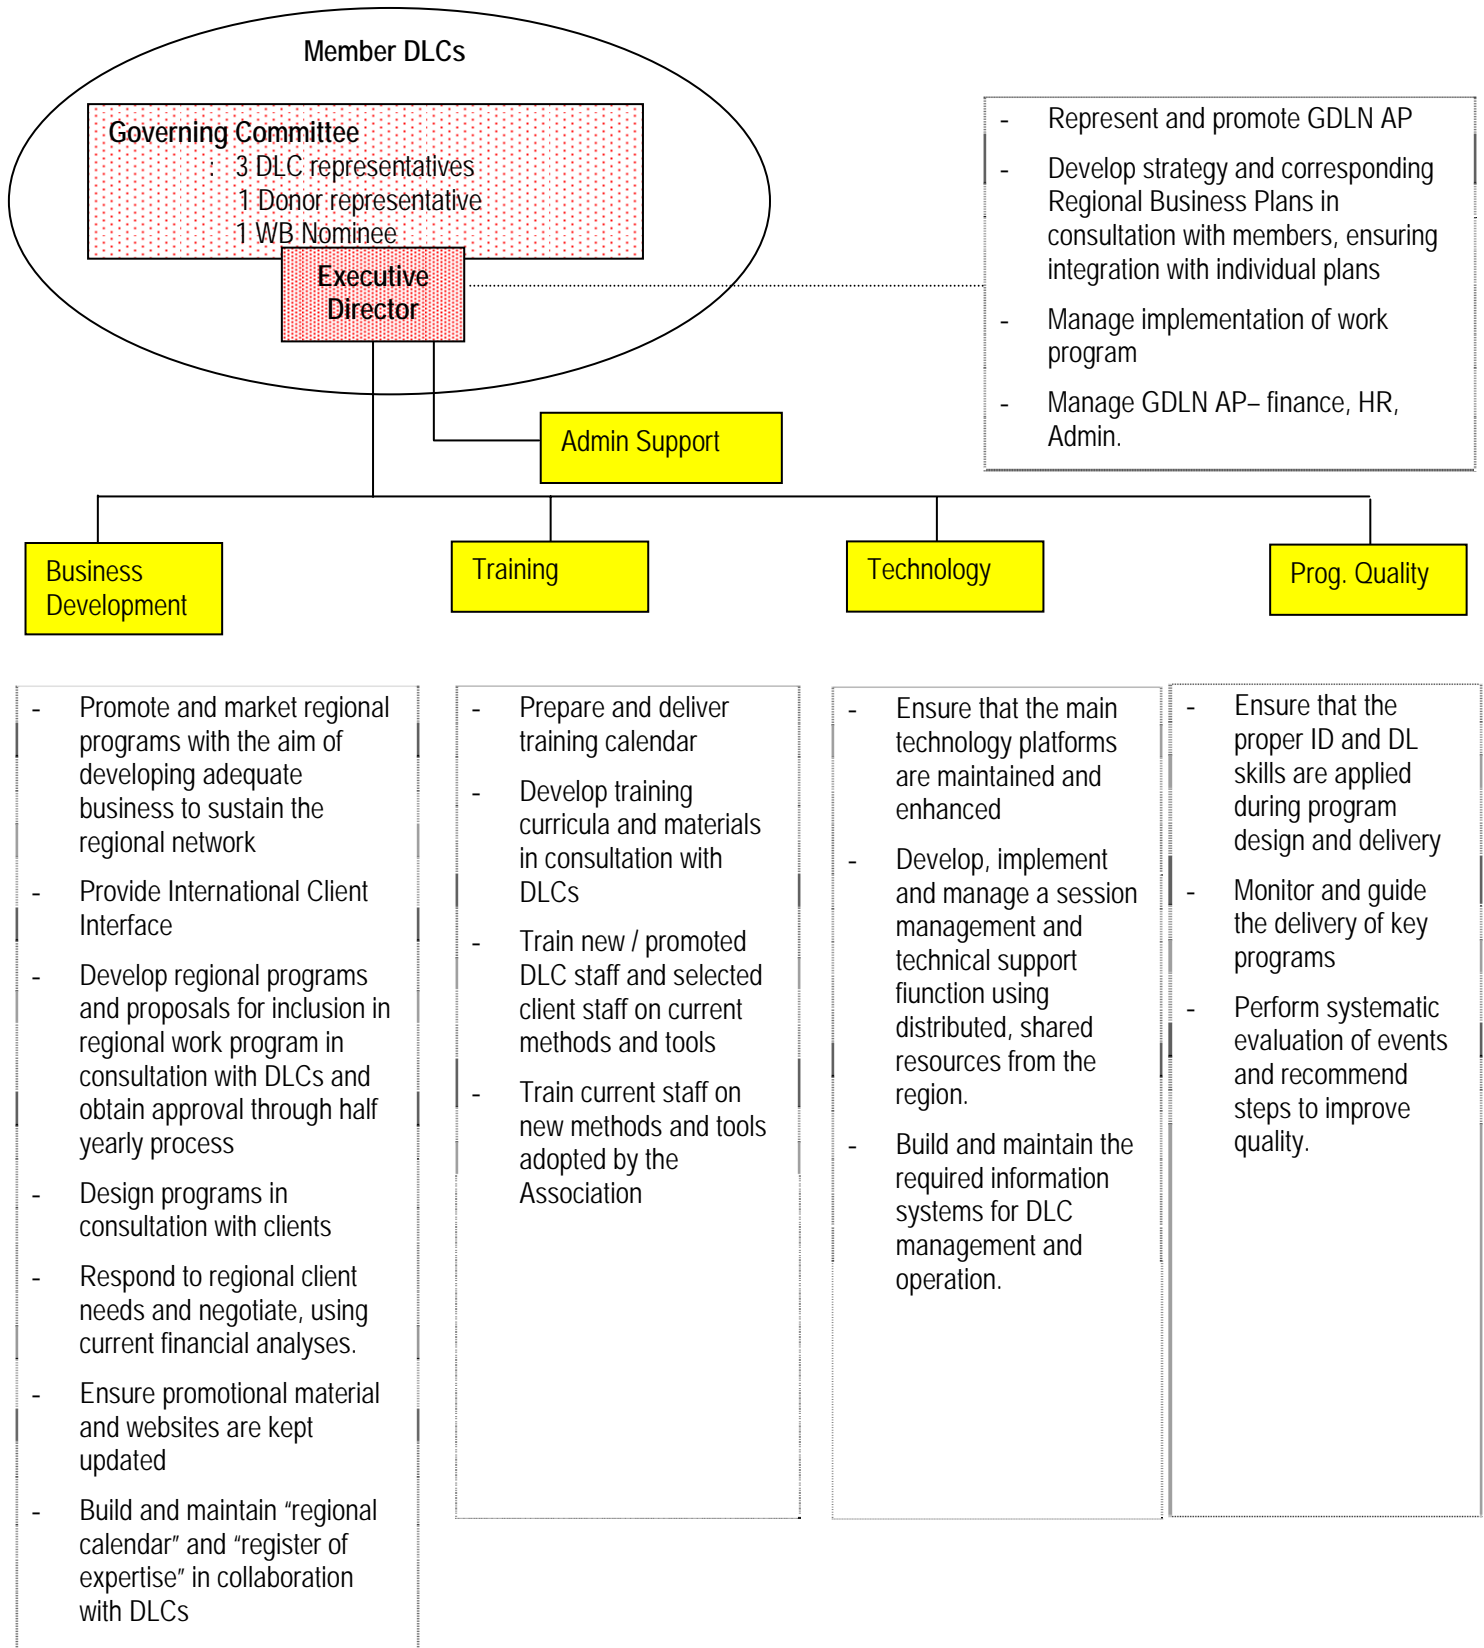 Member DLCs
Governing Committee
: 3 DLC representatives
1 Donor representative
1 WB Nominee
Executive
Director
- Represent and promote GDLN AP
- Develop strategy and corresponding
Regional Business Plans in
consultation with members, ensuring
integration with individual plans
- Manage implementation of work
program
- Manage GDLN AP– finance, HR,
Admin.
Admin Support
Business
Development
Training
Technology
Prog. Quality
- Promote and market regional
programs with the aim of
developing adequate
business to sustain the
regional network
- Provide International Client
Interface
- Develop regional programs
and proposals for inclusion in
regional work program in
consultation with DLCs and
obtain approval through half
yearly process
- Design programs in
consultation with clients
- Respond to regional client
needs and negotiate, using
current financial analyses.
- Ensure promotional material
and websites are kept
updated
- Build and maintain “regional
calendar” and “register of
expertise” in collaboration
with DLCs
- Prepare and deliver
training calendar
- Develop training
curricula and materials
in consultation with
DLCs
- Train new / promoted
DLC staff and selected
client staff on current
methods and tools
- Train current staff on
new methods and tools
adopted by the
Association
- Ensure that the main
technology platforms
are maintained and
enhanced
- Develop, implement
and manage a session
management and
technical support
fiunction using
distributed, shared
resources from the
region.
- Build and maintain the
required information
systems for DLC
management and
operation.
- Ensure that the
proper ID and DL
skills are applied
during program
design and delivery
- Monitor and guide
the delivery of key
programs
- Perform systematic
evaluation of events
and recommend
steps to improve
quality.